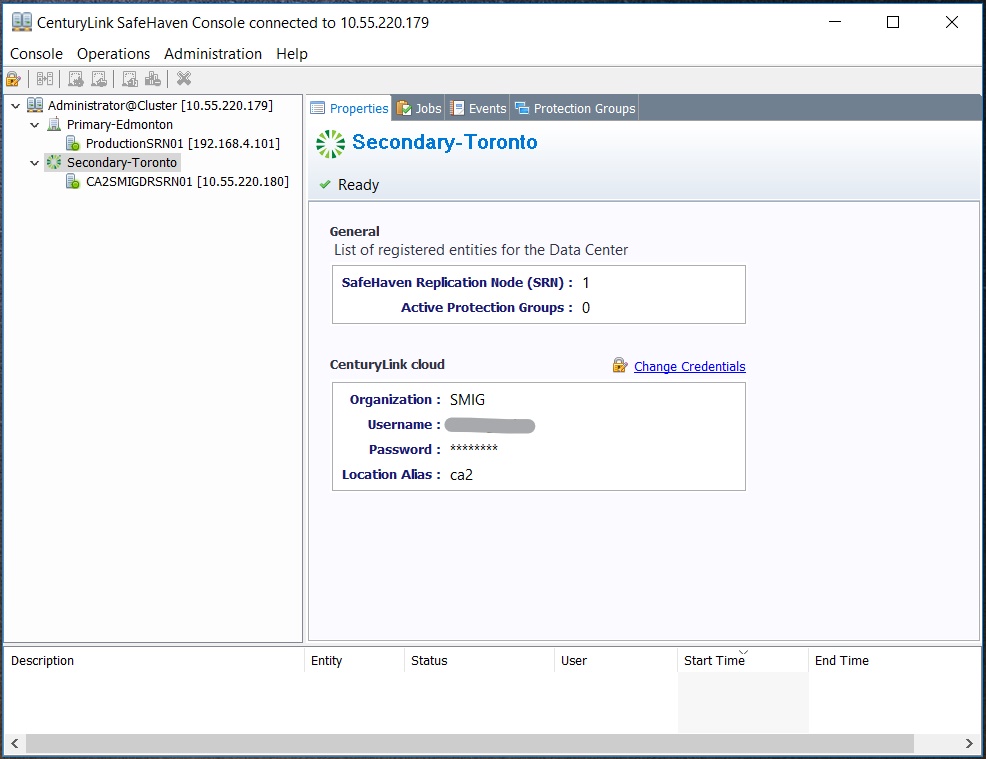 CenturyLink SafeHaven Console connected to 10.55.220.179
Console Operations Administration Help
Administrator@Cluster [10.55.220.179]
Primary-Edmonton
ProductionSRN01 [192.168.4.101]
Secondary-Toronto
CA2SMIGDRSRN01 [10.55.220.180]
Properties Jobs Events Protection Groups
Secondary-Toronto
Ready
General
List of registered entities for the Data Center
SafeHaven Replication Node (SRN) : 1
Active Protection Groups : 0
CenturyLink cloud Change Credentials
Organization : SMIG
Username :
Password : ********
Location Alias : ca2
Description Entity Status User Start Time End Time